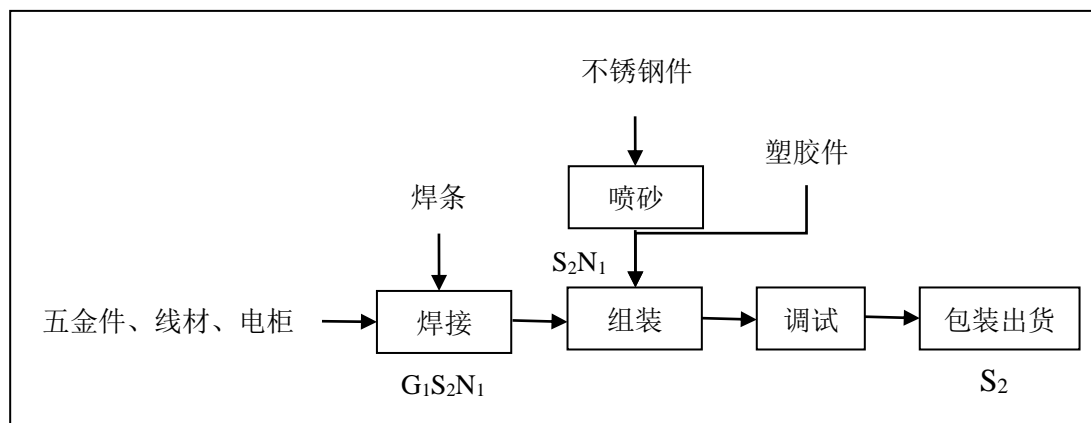 不锈钢件
塑胶件
喷砂
焊条
S₂N₁
五金件、线材、电柜
焊接
组装
调试
包装出货
G₁S₂N₁
S₂